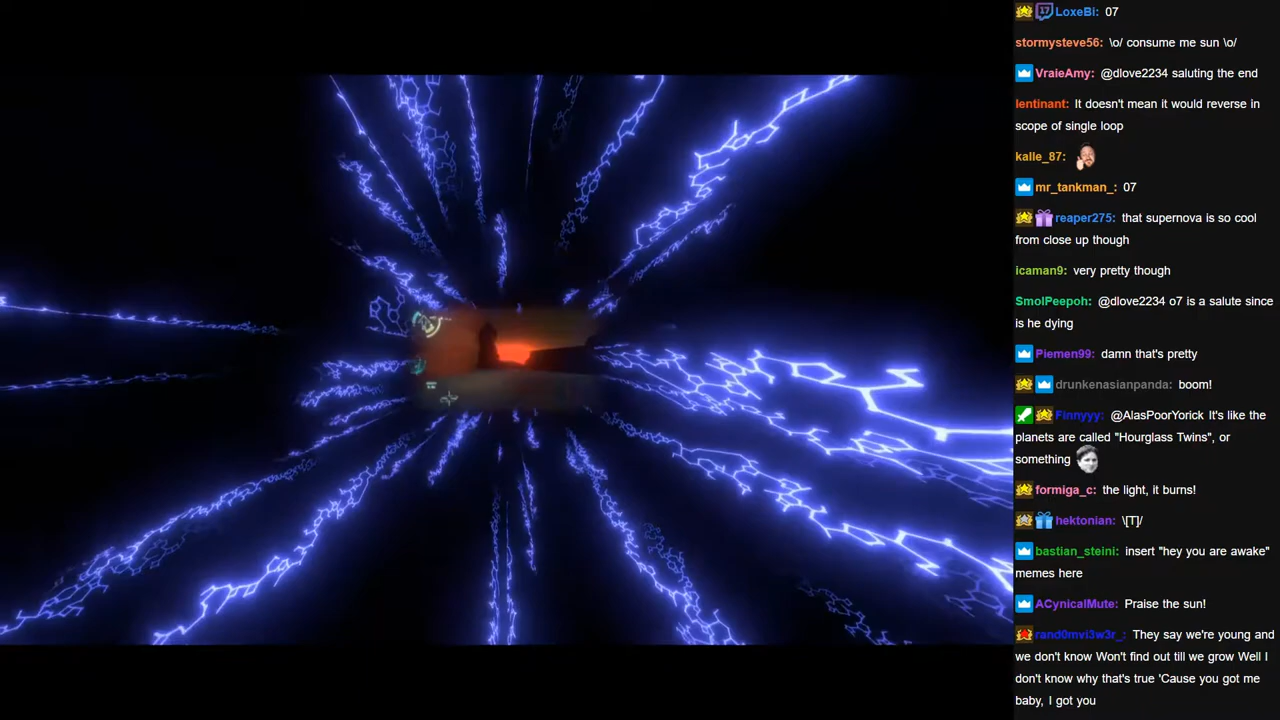 17 LoxeBi: 07
stormysteve56: \o/ consume me sun \o/
VraieAmy: @dlove2234 saluting the end
lentinant: It doesn't mean it would reverse in
scope of single loop
kalle_87:
mr_tankman_: 07
reaper275: that supernova is so cool
from close up though
icaman9: very pretty though
SmolPeepoh: @dlove2234 o7 is a salute since
is he dying
Piemen99: damn that's pretty
drunkenasianpanda: boom!
Finnyyy: @AlasPoorYorick It's like the
planets are called "Hourglass Twins", or
something
formiga_c: the light, it burns!
hektonian: \[T]/
bastian_steini: insert "hey you are awake"
memes here
ACynicalMute: Praise the sun!
rand0mvi3w3r_: They say we're young and
we don't know Won't find out till we grow Well I
don't know why that's true 'Cause you got me
baby, I got you